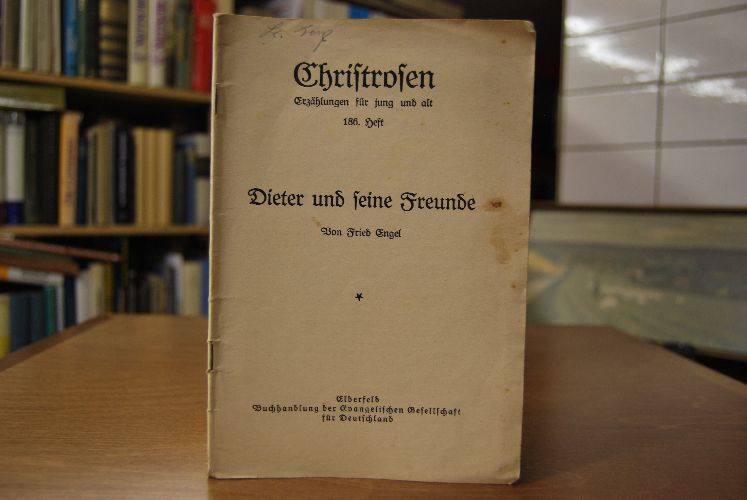 Chriſtroſen
Erzählungen für jung und alt
186. Heft
Dieter und ſeine Freunde
Von Fried Engel
Elberfeld
Buchhandlung der Evangeliſchen Geſellſchaft
für Deutſchland